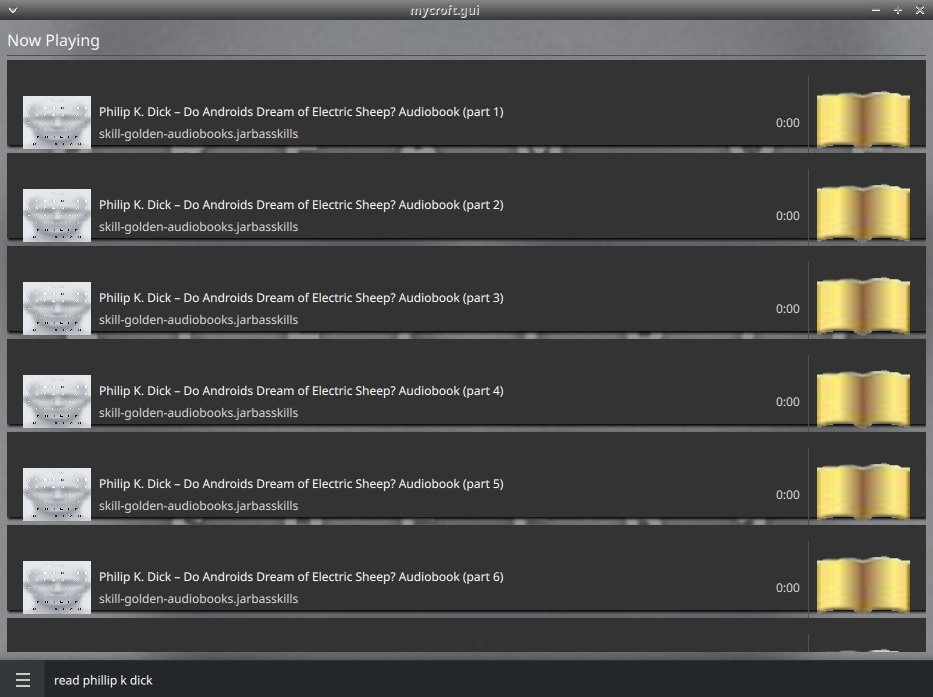 mycroft.gui
Now Playing
Philip K. Dick – Do Androids Dream of Electric Sheep? Audiobook (part 1)
skill-golden-audiobooks.jarbasskills
0:00
Philip K. Dick – Do Androids Dream of Electric Sheep? Audiobook (part 2)
skill-golden-audiobooks.jarbasskills
0:00
Philip K. Dick – Do Androids Dream of Electric Sheep? Audiobook (part 3)
skill-golden-audiobooks.jarbasskills
0:00
Philip K. Dick – Do Androids Dream of Electric Sheep? Audiobook (part 4)
skill-golden-audiobooks.jarbasskills
0:00
Philip K. Dick – Do Androids Dream of Electric Sheep? Audiobook (part 5)
skill-golden-audiobooks.jarbasskills
0:00
Philip K. Dick – Do Androids Dream of Electric Sheep? Audiobook (part 6)
skill-golden-audiobooks.jarbasskills
0:00
read phillip k dick